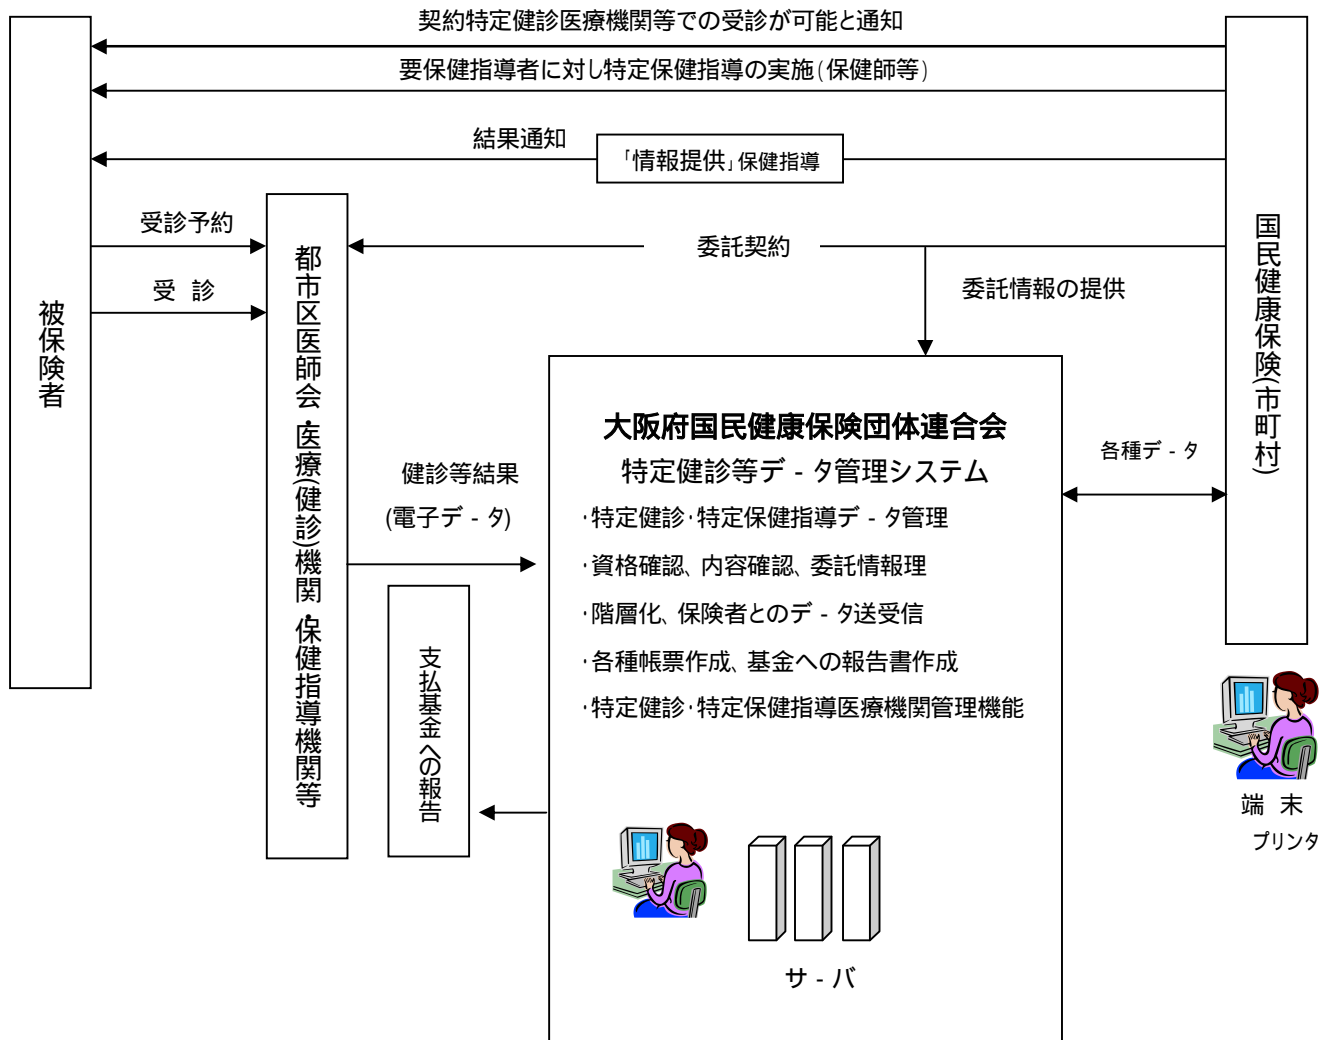 契約特定健診医療機関等での受診が可能と通知
要保健指導者に対し特定保健指導の実施(保健師等)
結果通知
「情報提供」保健指導
受診予約
受 診
被保険者
都市区医師会・医療(健診)機関・保健指導機関等
委託契約
委託情報の提供
国民健康保険(市町村)
健診等結果
(電子デ-タ)
支払基金への報告
大阪府国民健康保険団体連合会
特定健診等デ-タ管理システム
・特定健診・特定保健指導デ-タ管理
・資格確認、内容確認、委託情報理
・階層化、保険者とのデ-タ送受信
・各種帳票作成、基金への報告書作成
・特定健診・特定保健指導医療機関管理機能
サ-バ
各種デ-タ
端 末
プリンタ